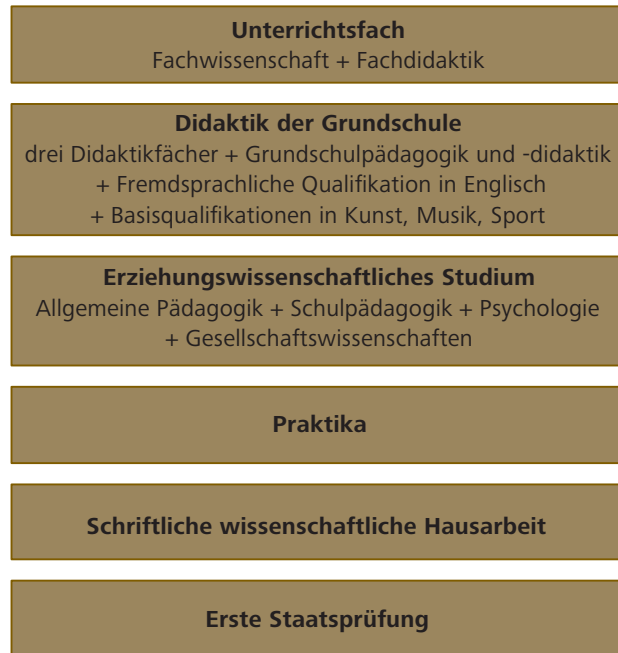 Unterrichtsfach
Fachwissenschaft + Fachdidaktik
Didaktik der Grundschule
drei Didaktikfächer + Grundschulpädagogik und -didaktik
+ Fremdsprachliche Qualifikation in Englisch
+ Basisqualifikationen in Kunst, Musik, Sport
Erziehungswissenschaftliches Studium
Allgemeine Pädagogik + Schulpädagogik + Psychologie
+ Gesellschaftswissenschaften
Praktika
Schriftliche wissenschaftliche Hausarbeit
Erste Staatsprüfung